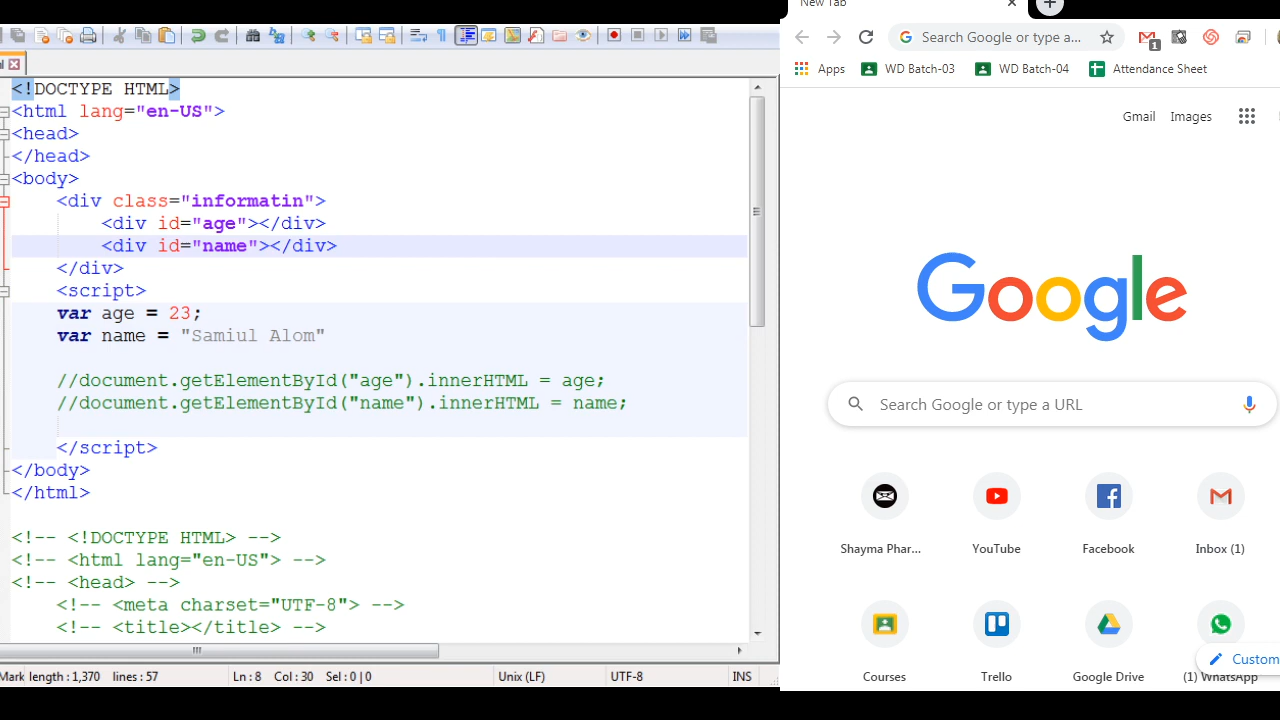 <!DOCTYPE HTML>
<html lang="en-US">
<head>
</head>
<body>
<div class="informatin">
<div id="age"></div>
<div id="name"></div>
</div>
<script>
var age = 23;
var name = "Samiul Alom"
//document.getElementById("age").innerHTML = age;
//document.getElementById("name").innerHTML = name;
</script>
</body>
</html>
<!-- <!DOCTYPE HTML> -->
<!-- <html lang="en-US"> -->
<!-- <head> -->
<!-- <meta charset="UTF-8"> -->
<!-- <title></title> -->
Mark length : 1,370 lines : 57 Ln : 8 Col : 30 Sel : 0 | 0 Unix (LF) UTF-8 INS
New Tab
Search Google or type a... 1
Apps WD Batch-03 WD Batch-04 Attendance Sheet
Gmail Images
Google
Search Google or type a URL
Shayma Phar... YouTube Facebook Inbox (1)
Custom
Courses Trello Google Drive (1) WhatsApp